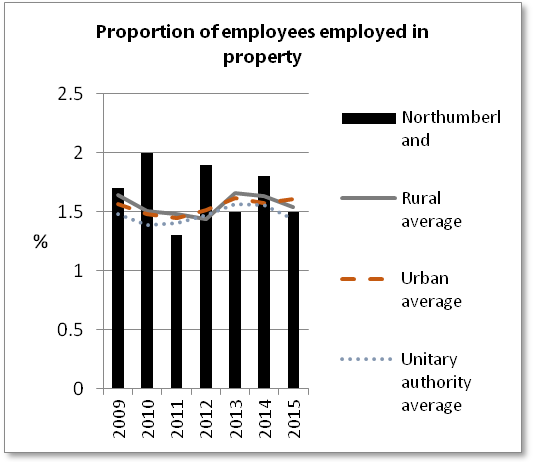 Proportion of employees employed in
property
2.5
2
1.5
1
0.5
0
%
2009
2010
2011
2012
2013
2014
2015
Northumberl
and
Rural
average
Urban
average
Unitary
authority
average